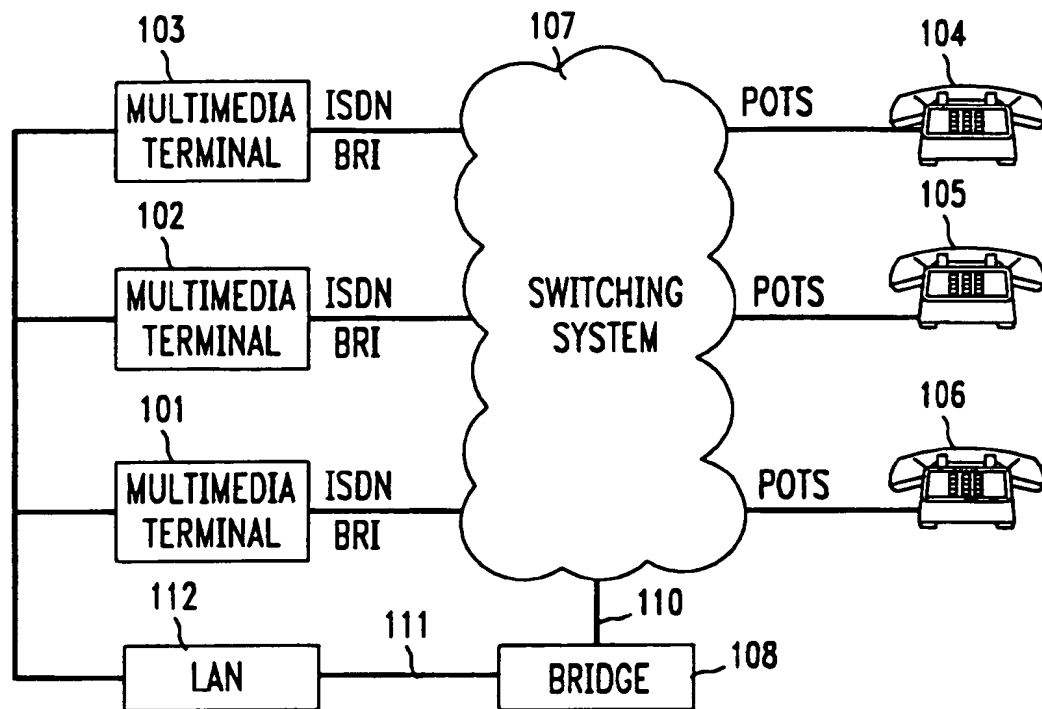 103
107
104
MULTIMEDIA
TERMINAL
ISDN
BRI
POTS
102
105
MULTIMEDIA
TERMINAL
ISDN
BRI
SWITCHING
SYSTEM
POTS
101
106
MULTIMEDIA
TERMINAL
ISDN
BRI
POTS
112
111
110
LAN
BRIDGE
108